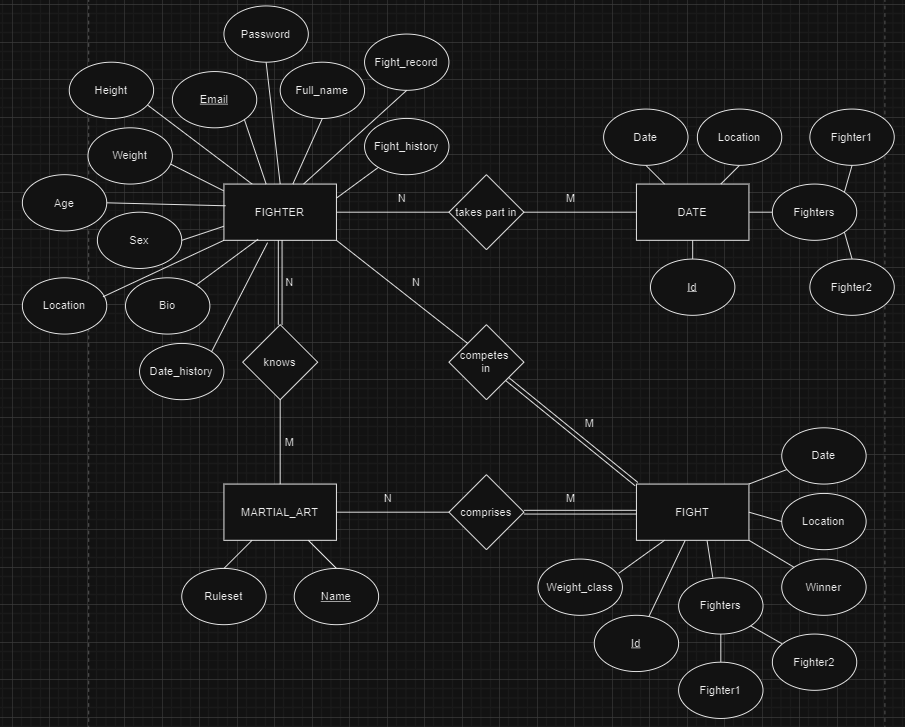 Password
Fight_record
Height
Email
Full_name
Date
Location
Fighter1
Fight_history
Weight
Age
FIGHTER
N
takes part in
M
DATE
Fighters
Sex
Location
Bio
N
N
Id
Fighter2
knows
competes
in
Date_history
M
M
Date
MARTIAL_ART
N
comprises
M
FIGHT
Location
Ruleset
Name
Weight_class
Fighters
Winner
Id
Fighter2
Fighter1